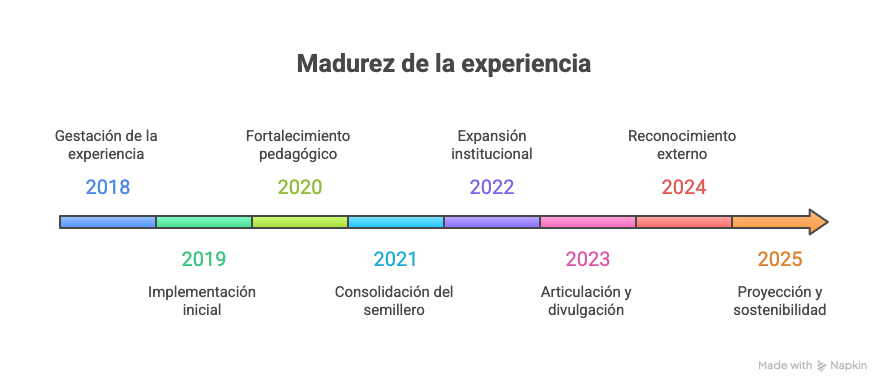 Madurez de la experiencia
Gestación de la
experiencia
2018
Fortalecimiento
pedagógico
2020
Expansión
institucional
2022
Reconocimiento
externo
2024
2019
Implementación
inicial
2021
Consolidación del
semillero
2023
Articulación y
divulgación
2025
Proyección y
sostenibilidad
Made with Napkin